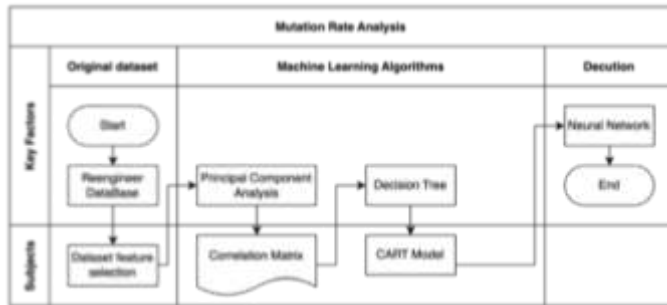 Mutation Rate Analysis
Original dataset
Machine Learning Algorithms
Decution
Key Factors
Start
Reengineer
DataBase
Principal Component
Analysis
Decision Tree
Neural Network
End
Subjects
Dataset feature
selection
Correlation Matrix
CART Model